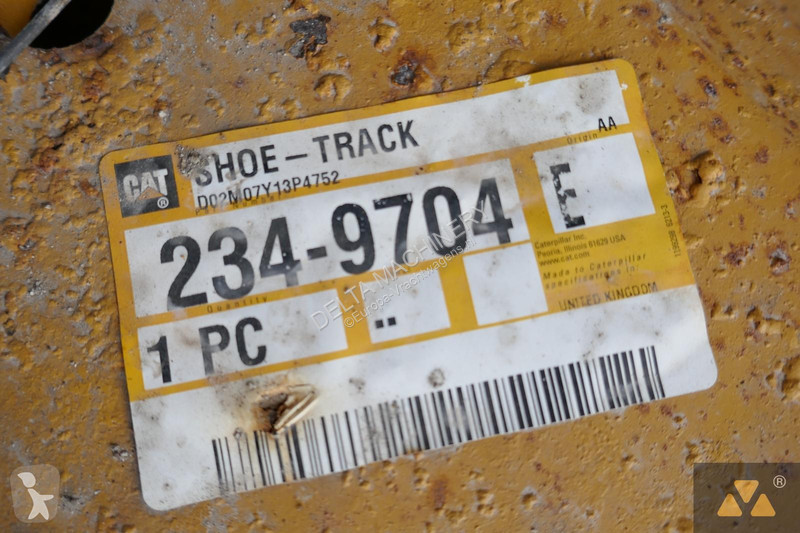 SHOE-TRACK
AA
Origin
CAT®
D02M07Y13P4752
234-9704
E
Caterpillar Inc.
Peoria, Illinois 61629 USA
www.cat.com
Made to Caterpillar
specifications in:
UNITED KINGDOM
Quantity
1 PC
..
DELTA MACHINERY
®